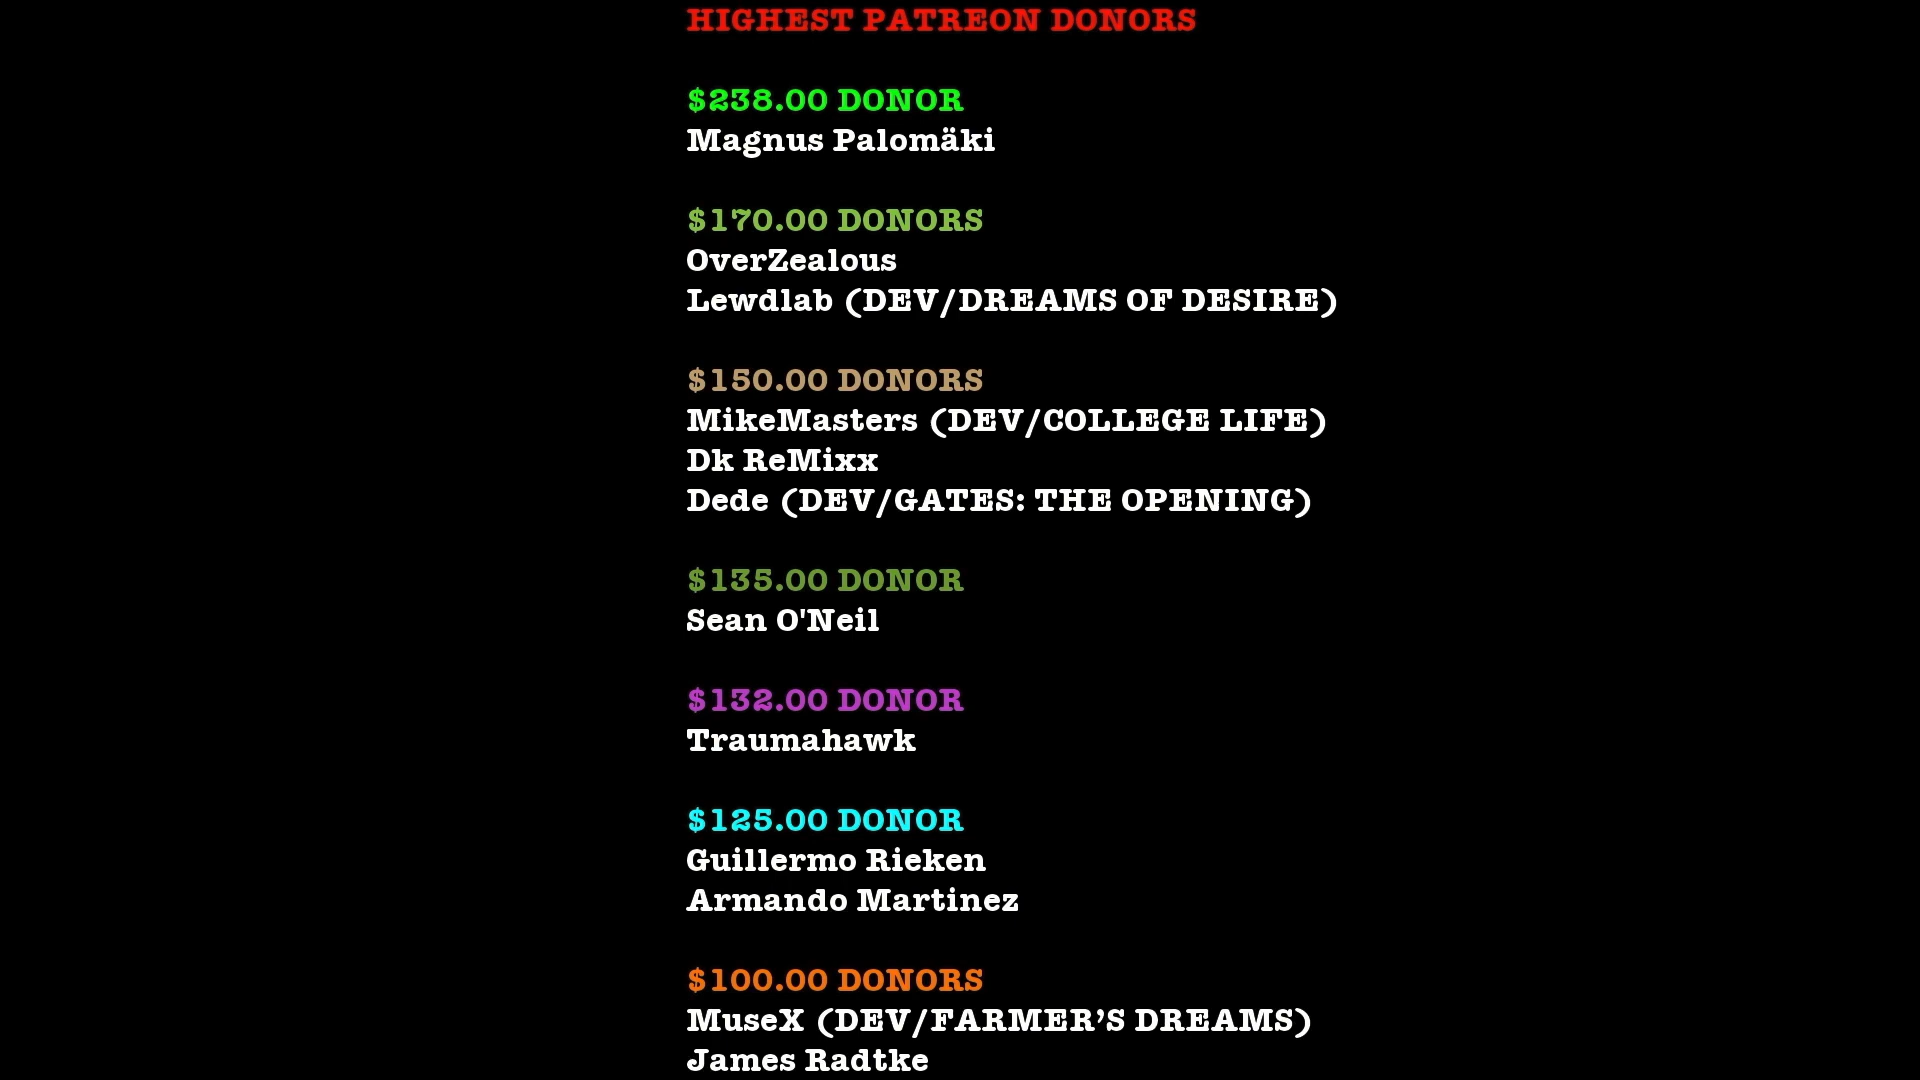 HIGHEST PATREON DONORS
$238.00 DONOR
Magnus Palomäki
$170.00 DONORS
OverZealous
Lewdlab (DEV/DREAMS OF DESIRE)
$150.00 DONORS
MikeMasters (DEV/COLLEGE LIFE)
Dk ReMixx
Dede (DEV/GATES: THE OPENING)
$135.00 DONOR
Sean O'Neil
$132.00 DONOR
Traumahawk
$125.00 DONOR
Guillermo Rieken
Armando Martinez
$100.00 DONORS
MuseX (DEV/FARMER’S DREAMS)
James Radtke